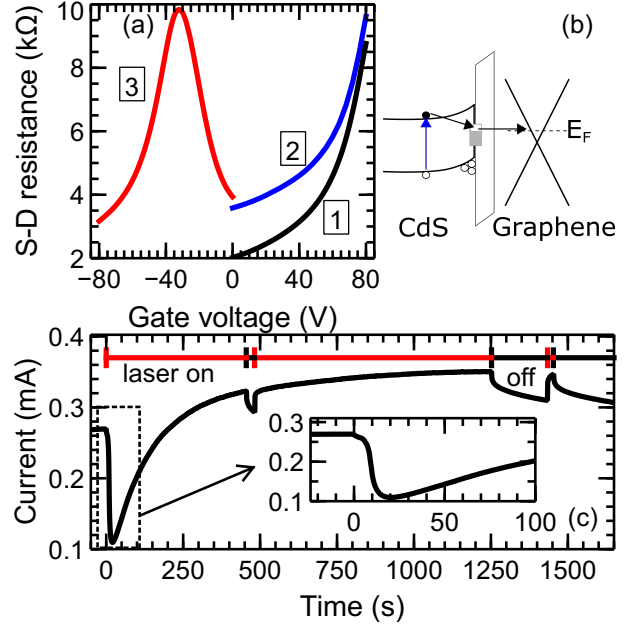 (a)
S-D resistance (kΩ)
10
8
6
4
2
3
2
1
−80
−40
0
40
80
Gate voltage (V)
(b)
E_F
CdS
Graphene
Current (mA)
0.4
0.3
0.2
0.1
laser on
off
0.3
0.2
0.1
0
50
100
(c)
0
250
500
750
1000
1250
1500
Time (s)